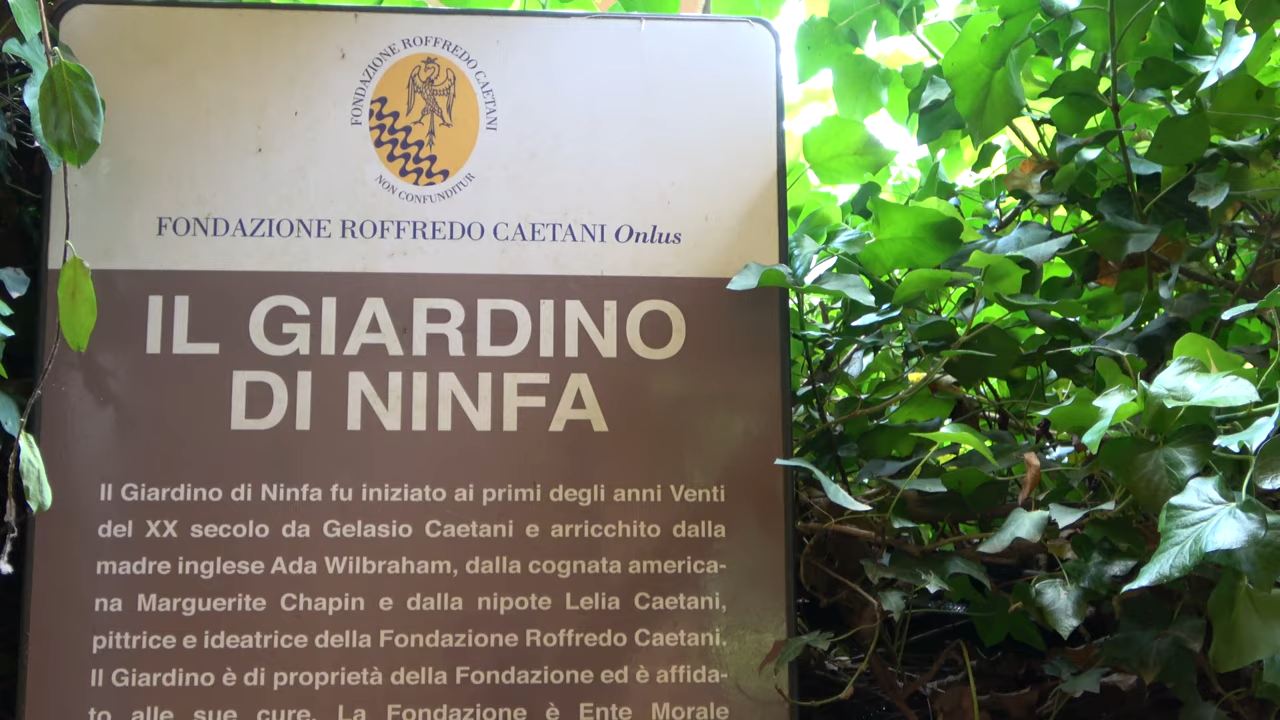 FONDAZIONE ROFFREDO CAETANI
NON CONFUNDITUR
FONDAZIONE ROFFREDO CAETANI Onlus
IL GIARDINO
DI NINFA
Il Giardino di Ninfa fu iniziato ai primi degli anni Venti
del XX secolo da Gelasio Caetani e arricchito dalla
madre inglese Ada Wilbraham, dalla cognata america-
na Marguerite Chapin e dalla nipote Lelia Caetani,
pittrice e ideatrice della Fondazione Roffredo Caetani.
Il Giardino è di proprietà della Fondazione ed è affida-
to alle sue cure. La Fondazione è Ente Morale